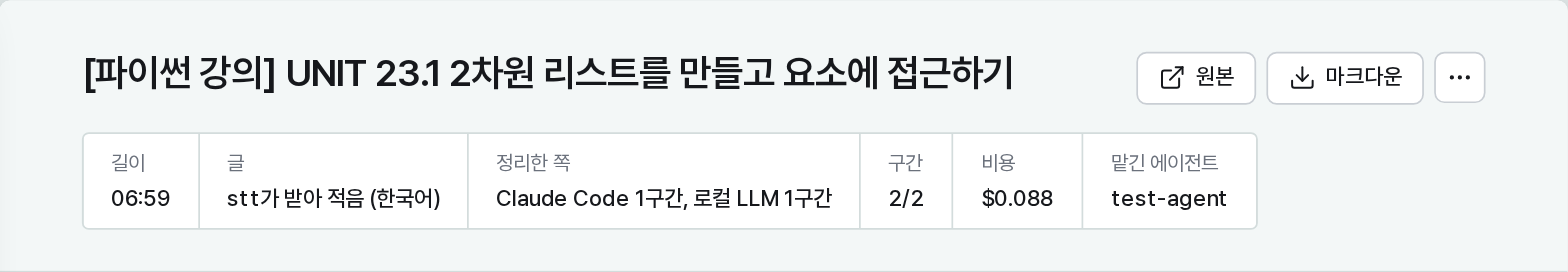 [파이썬 강의] UNIT 23.1 2차원 리스트를 만들고 요소에 접근하기
원본
마크다운
길이
06:59
글
stt가 받아 적음 (한국어)
정리한 쪽
Claude Code 1구간, 로컬 LLM 1구간
구간
2/2
비용
$0.088
맡긴 에이전트
test-agent